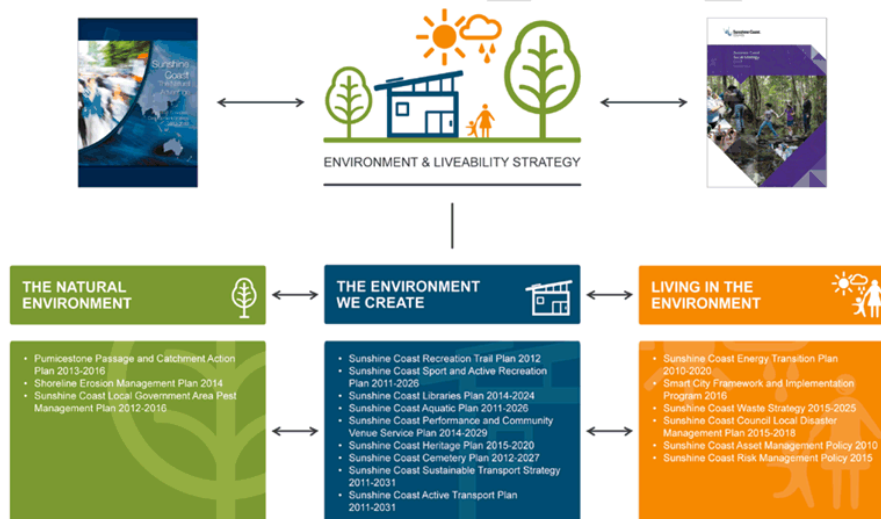 Sunshine
Coast
The Natural
Advantage
Sunshine Coast
ENVIRONMENT & LIVEABILITY STRATEGY
THE NATURAL
ENVIRONMENT
THE ENVIRONMENT
WE CREATE
LIVING IN THE
ENVIRONMENT
• Pumicestone Passage and Catchment Action
Plan 2013-2016
• Shoreline Erosion Management Plan 2014
• Sunshine Coast Local Government Area Pest
Management Plan 2012-2016
• Sunshine Coast Recreation Trail Plan 2012
• Sunshine Coast Sport and Active Recreation
Plan 2011-2026
• Sunshine Coast Libraries Plan 2014-2024
• Sunshine Coast Aquatic Plan 2011-2026
• Sunshine Coast Performance and Community
Venue Service Plan 2014-2029
• Sunshine Coast Heritage Plan 2015-2020
• Sunshine Coast Cemetery Plan 2012-2027
• Sunshine Coast Sustainable Transport Strategy
2011-2031
• Sunshine Coast Active Transport Plan
2011-2031
• Sunshine Coast Energy Transition Plan
2010-2020
• Smart City Framework and Implementation
Program 2016
• Sunshine Coast Waste Strategy 2015-2025
• Sunshine Coast Council Local Disaster
Management Plan 2015-2018
• Sunshine Coast Asset Management Policy 2010
• Sunshine Coast Risk Management Policy 2015